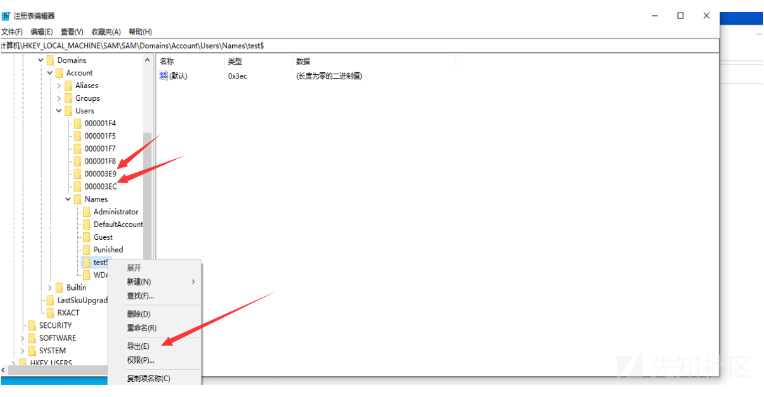 注册表编辑器
文件(F) 编辑(E) 查看(V) 收藏夹(A) 帮助(H)
计算机\HKEY_LOCAL_MACHINE\SAM\SAM\Domains\Account\Users\Names\test$
名称 类型 数据
(默认) 0x3ec (长度为零的二进制值)
Domains
Account
Aliases
Groups
Users
000001F4
000001F5
000001F7
000001F8
000003E9
000003EC
Names
Administrator
DefaultAccount
Guest
Punished
test$
WDA
Builtin
LastSkuUpgrad
RXACT
SECURITY
SOFTWARE
SYSTEM
HKEY_USERS
展开
新建(N)
查找(F)...
删除(D)
重命名(R)
导出(E)
权限(P)...
复制项名称(C)
先知社区